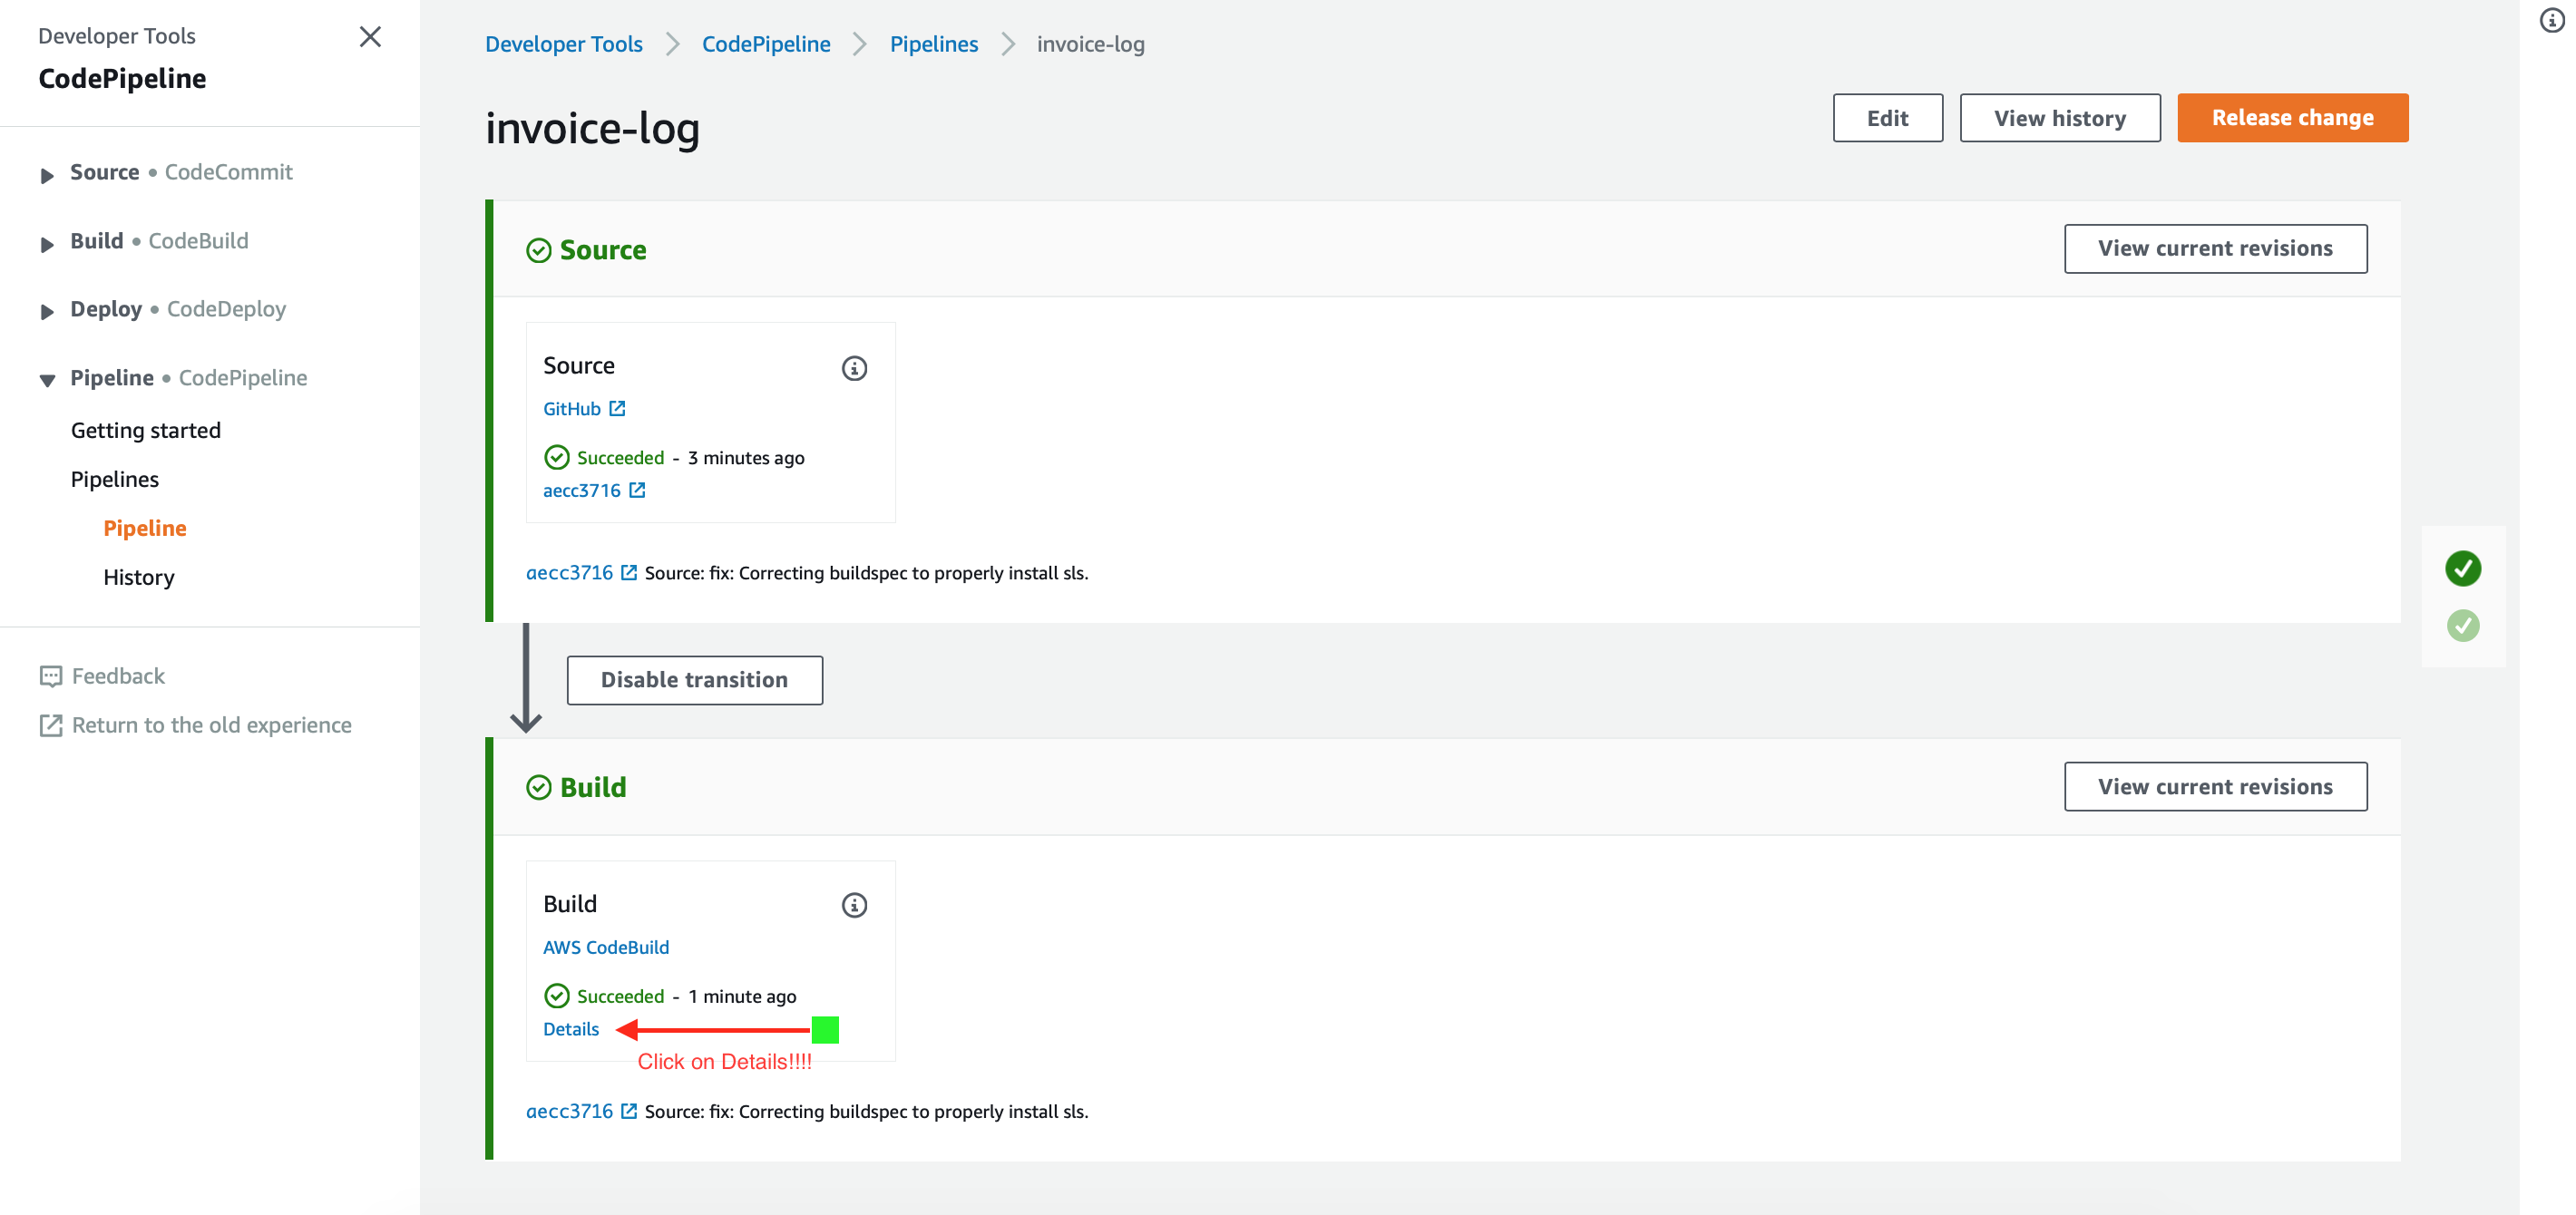 Developer Tools
CodePipeline
Source • CodeCommit
Build • CodeBuild
Deploy • CodeDeploy
Pipeline • CodePipeline
Getting started
Pipelines
Pipeline
History
Feedback
Return to the old experience
Developer Tools > CodePipeline > Pipelines > invoice-log
invoice-log
Edit
View history
Release change
Source
View current revisions
Source
GitHub
Succeeded - 3 minutes ago
aecc3716
aecc3716 Source: fix: Correcting buildspec to properly install sls.
Disable transition
Build
View current revisions
Build
AWS CodeBuild
Succeeded - 1 minute ago
Details
Click on Details!!!!
aecc3716 Source: fix: Correcting buildspec to properly install sls.